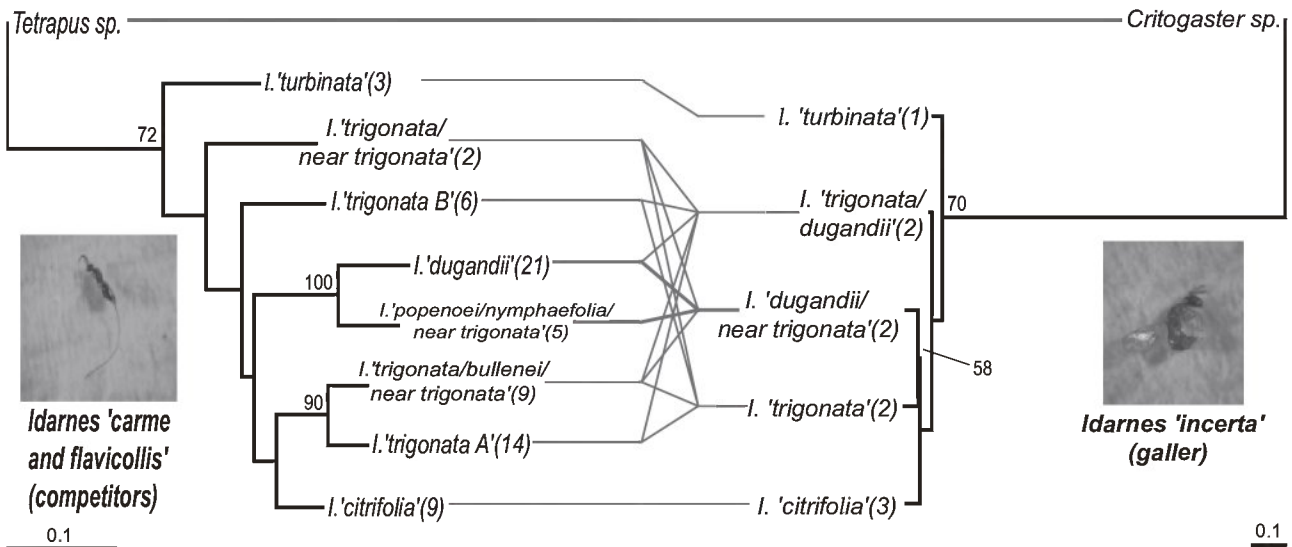 Tetrapus sp.
Critogaster sp.
I.'turbinata'(3)
72
I.'trigonata/
near trigonata'(2)
I.'trigonata B'(6)
I.'dugandii'(21)
100
I.'popenoei/nymphaefolia/
near trigonata'(5)
I.'trigonata/bullenei/
near trigonata'(9)
90
I.'trigonata A'(14)
I.'citrifolia'(9)
Idarnes 'carme
and flavicollis'
(competitors)
0.1
I. 'turbinata'(1)
I. 'trigonata/
dugandii'(2)
70
I. 'dugandii/
near trigonata'(2)
58
I. 'trigonata'(2)
I. 'citrifolia'(3)
Idarnes 'incerta'
(galler)
0.1